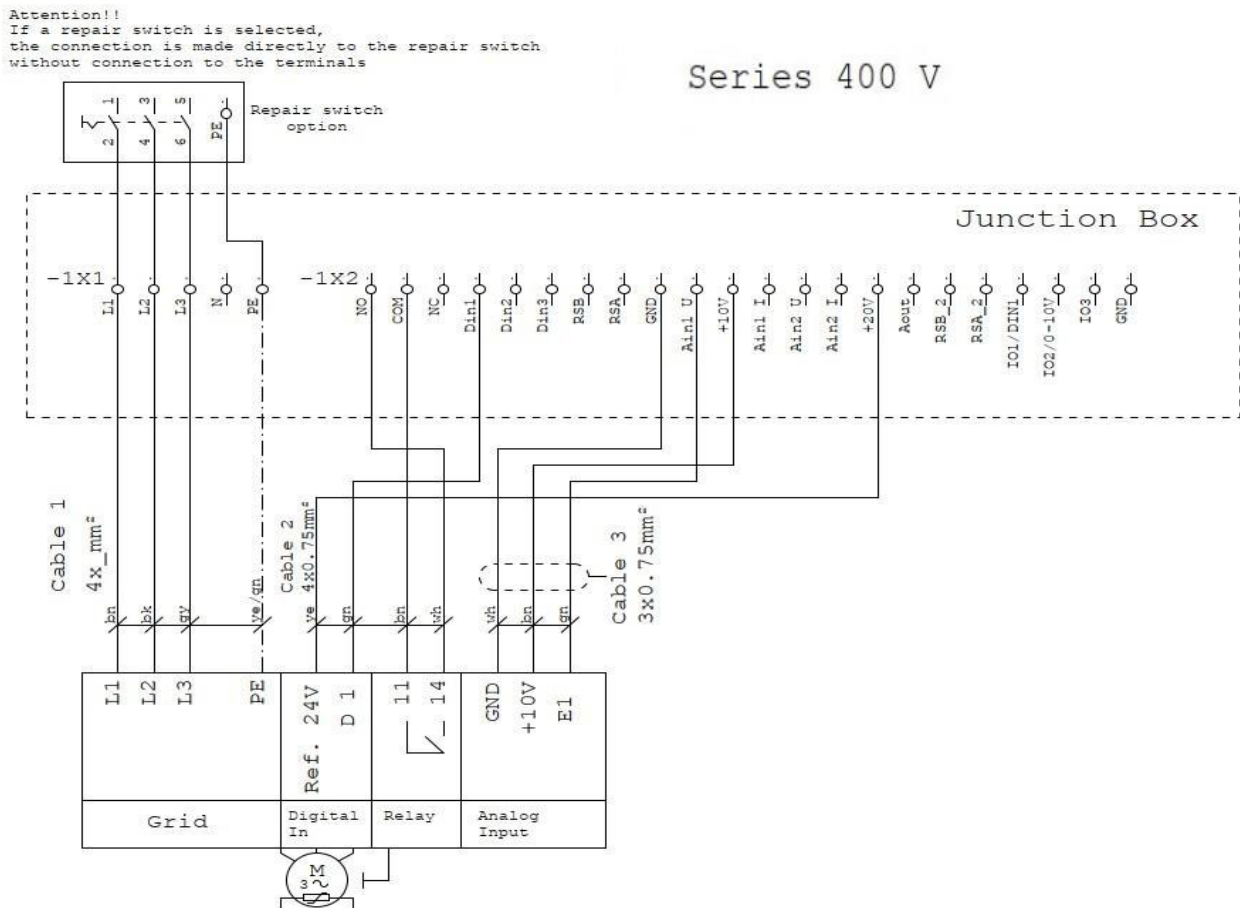 Attention!!
If a repair switch is selected,
the connection is made directly to the repair switch
without connection to the terminals
Series 400 V
1 3 5
2 4 6 PE
Repair switch
option
Junction Box
-1X1
L1 L2 L3 N PE
-1X2
NO COM NC Din1 Din2 Din3 RSB RSA GND Ain1 U +10V Ain1 I Ain2 U Ain2 I +20V Aout RSB_2 RSA_2 IO1/DIN1 IO2/0-10V IO3 GND
Cable 1
4x_mm²
Cable 2
4x0.75mm²
Cable 3
3x0.75mm²
bn bk gy ye/gn ye gn bn wh wh bn gn
L1 L2 L3 PE
Ref. 24V D 1
11 14
GND +10V E1
Grid
Digital
In
Relay
Analog
Input
M
3